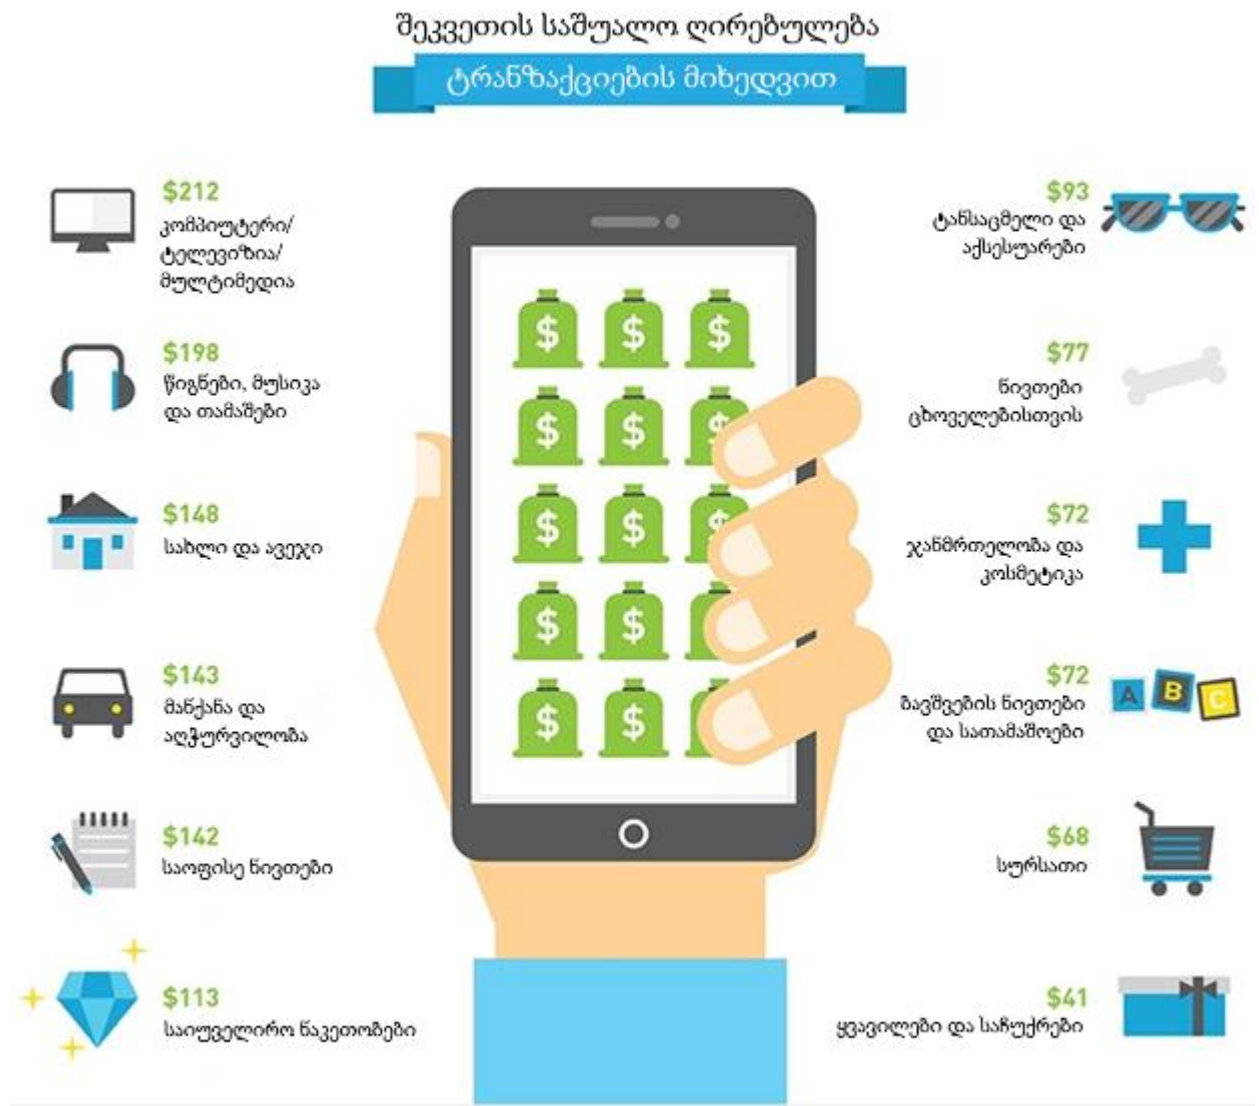 შეკვეთის საშუალო ღირებულება
ტრანზაქციების მიხედვით
$212
კომპიუტერი/
ტელევიზია/
მულტიმედია
$198
წიგნები, მუსიკა
და თამაშები
$148
სახლი და ავეჯი
$143
მანქანა და
აღჭურვილობა
$142
საოფისე ნივთები
$113
საიუველირო ნაკეთობები
$93
ტანსაცმელი და
აქსესუარები
$77
ნივთები
ცხოველებისთვის
$72
ჯანმრთელობა და
კოსმეტიკა
$72
ბავშვების ნივთები
და სათამაშოები
A B C
$68
სურსათი
$41
ყვავილები და საჩუქრები
$ $ $
$ $ $
$ $ $
$ $
$ $